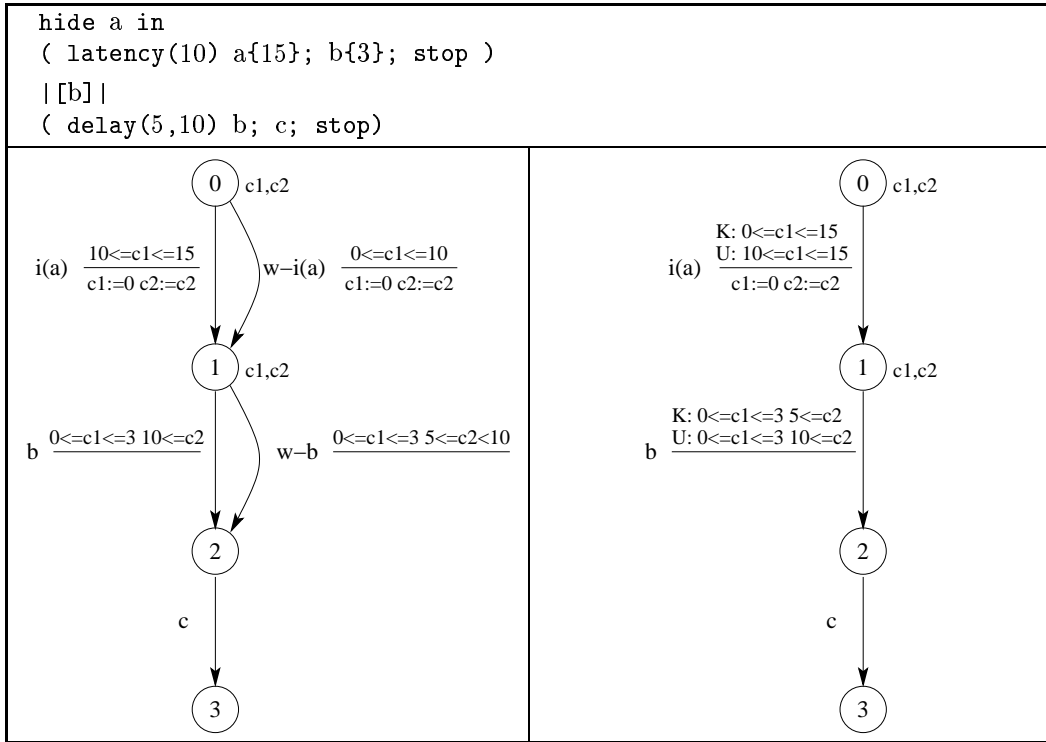 hide a in
( latency(10) a{15}; b{3}; stop )
|[b]|
( delay(5,10) b; c; stop)
0 c1,c2
i(a) 10<=c1<=15
c1:=0 c2:=c2
w−i(a) 0<=c1<=10
c1:=0 c2:=c2
1 c1,c2
b 0<=c1<=3 10<=c2
w−b 0<=c1<=3 5<=c2<10
2
c
3
0 c1,c2
K: 0<=c1<=15
i(a) U: 10<=c1<=15
c1:=0 c2:=c2
1 c1,c2
K: 0<=c1<=3 5<=c2
b U: 0<=c1<=3 10<=c2
2
c
3